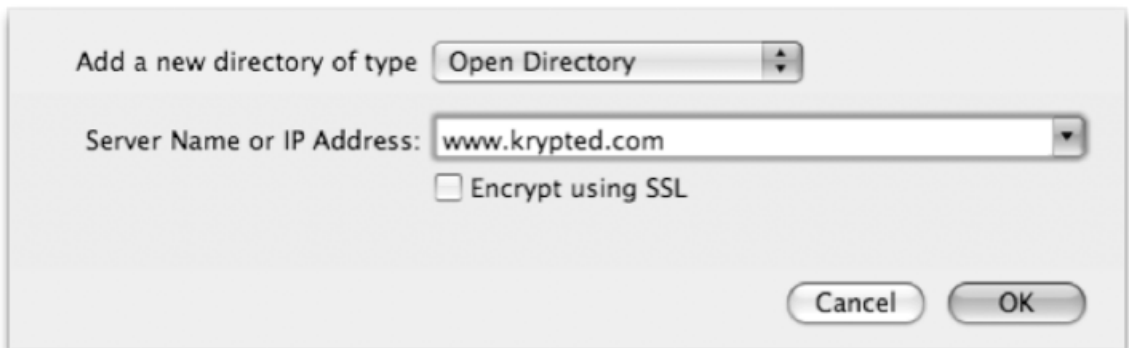 Add a new directory of type Open Directory
Server Name or IP Address: www.krypted.com
Encrypt using SSL
Cancel OK